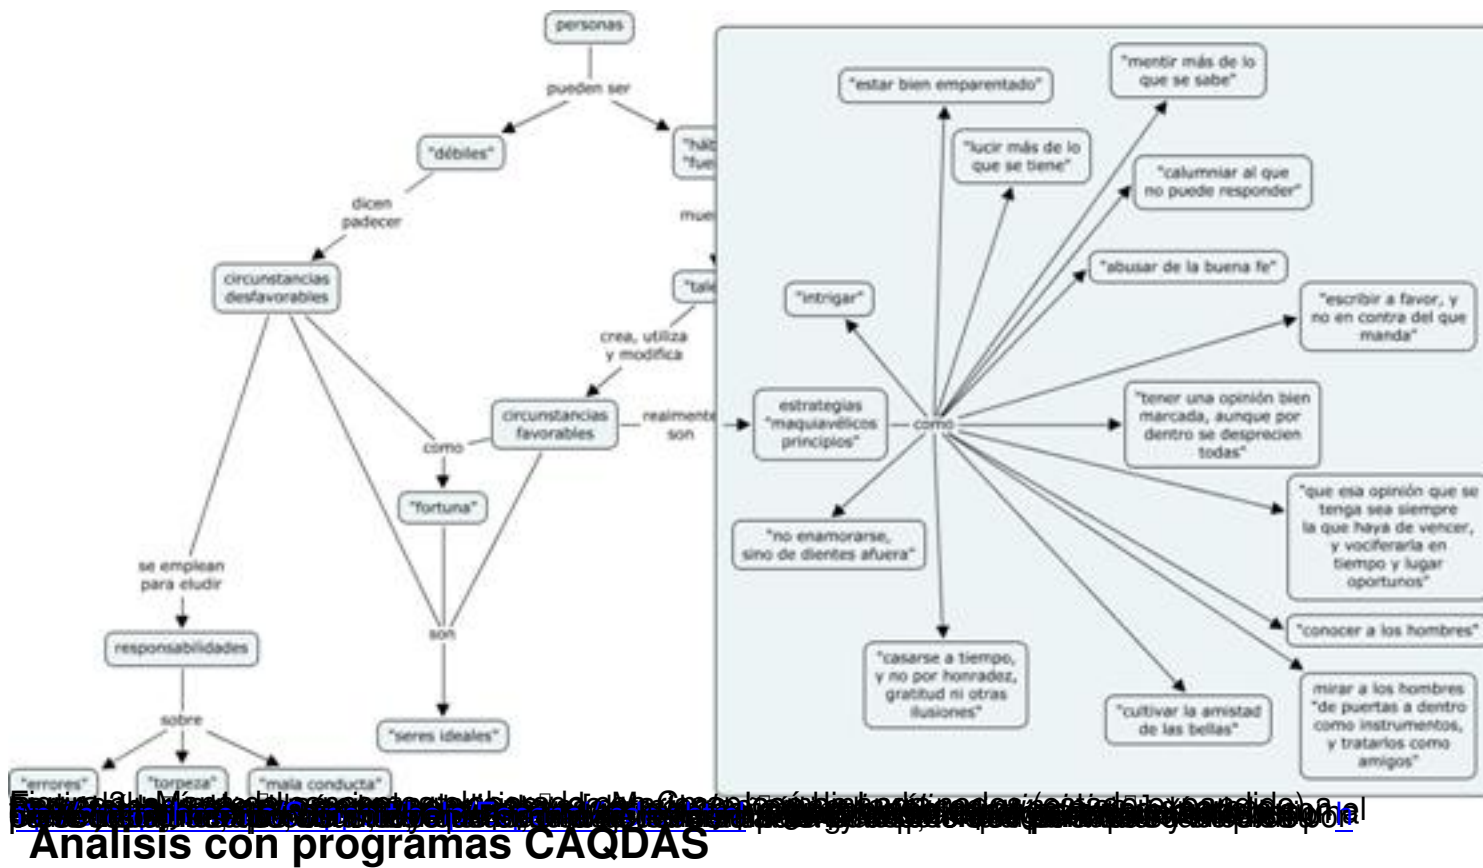 personas
pueden ser
"débiles"
dicen
padecer
circunstancias
desfavorables
crea, utiliza
y modifica
circunstancias
favorables
realmente
son
como
"fortuna"
se emplean
para eludir
responsabilidades
son
sobre
"seres ideales"
"errores"
"torpeza"
"mala conducta"
"estar bien emparentado"
"mentir más de lo
que se sabe"
"lucir más de lo
que se tiene"
"calumniar al que
no puede responder"
"abusar de la buena fe"
"intrigar"
"escribir a favor, y
no en contra del que
manda"
estrategias
"maquiavélicos
principios"
como
"tener una opinión bien
marcada, aunque por
dentro se desprecien
todas"
"que esa opinión que se
tenga sea siempre
la que haya de vencer,
y vociferarla en
tiempo y lugar
oportunos"
"no enamorarse,
sino de dientes afuera"
"conocer a los hombres"
"casarse a tiempo,
y no por honradez,
gratitud ni otras
ilusiones"
"cultivar la amistad
de las bellas"
mirar a los hombres
"de puertas a dentro
como instrumentos,
y tratarlos como
amigos"
Análisis con programas CAQDAS